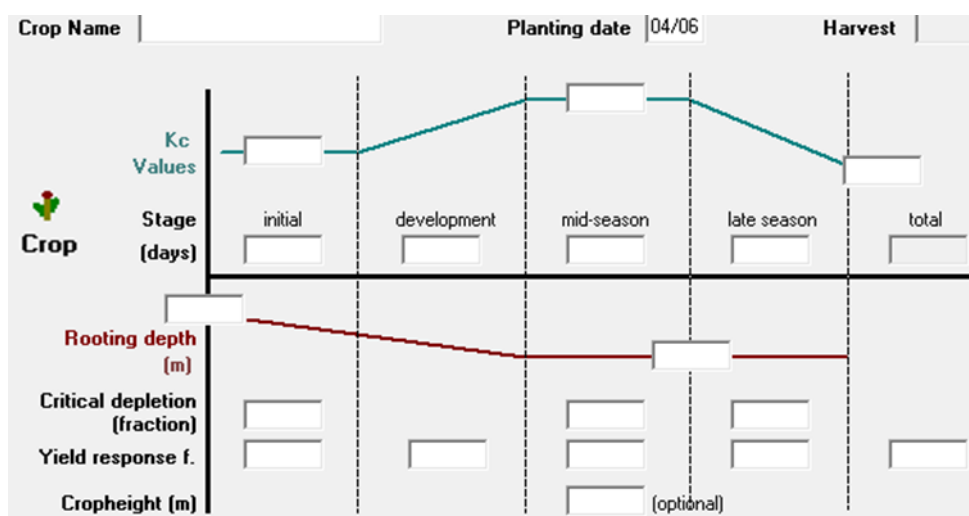 Crop Name Planting date 04/06 Harvest
Kc
Values
Stage initial development mid-season late season total
Crop (days)
Rooting depth
(m)
Critical depletion
(fraction)
Yield response f.
Cropheight (m) (optional)